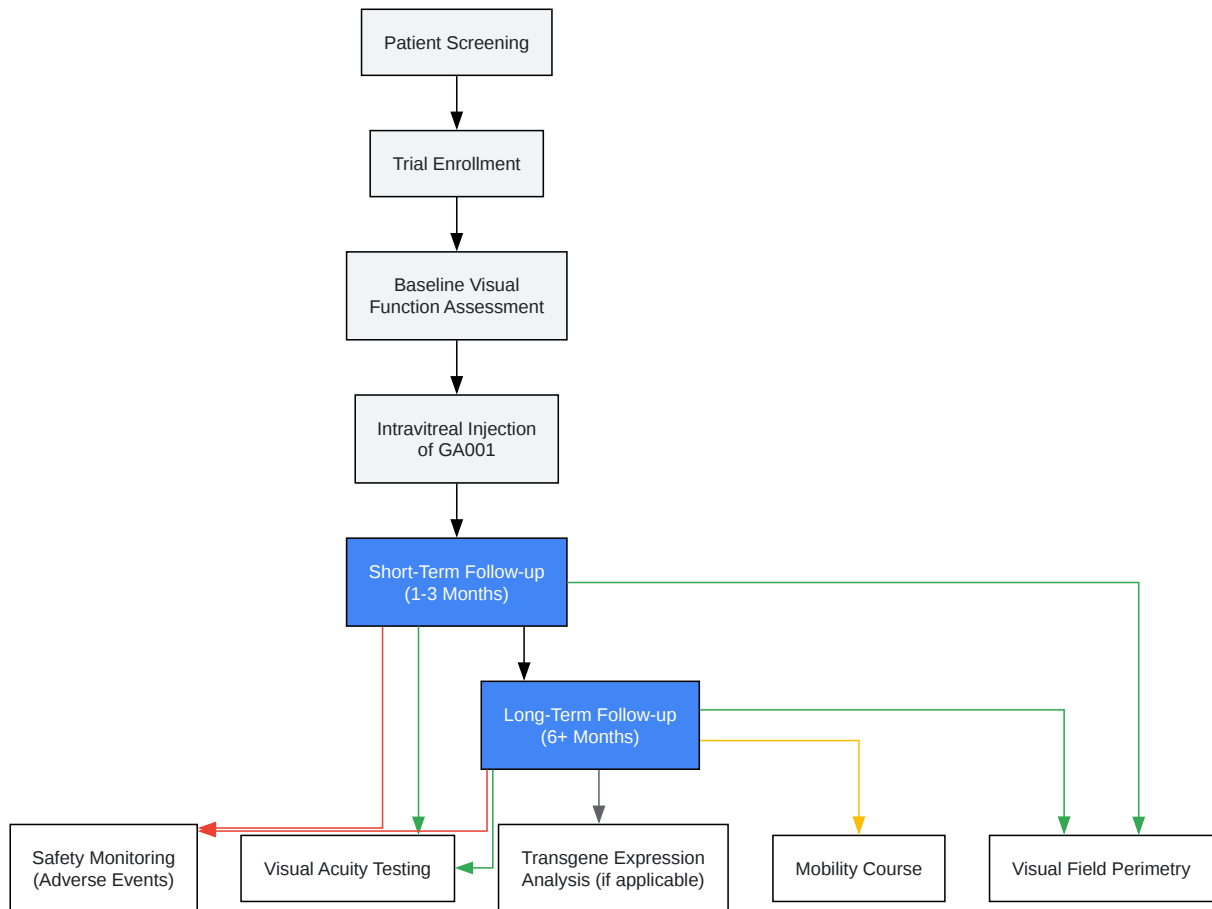 Patient Screening
Trial Enrollment
Baseline Visual
Function Assessment
Intravitreal Injection
of GA001
Short-Term Follow-up
(1-3 Months)
Long-Term Follow-up
(6+ Months)
Safety Monitoring
(Adverse Events)
Visual Acuity Testing
Transgene Expression
Analysis (if applicable)
Mobility Course
Visual Field Perimetry